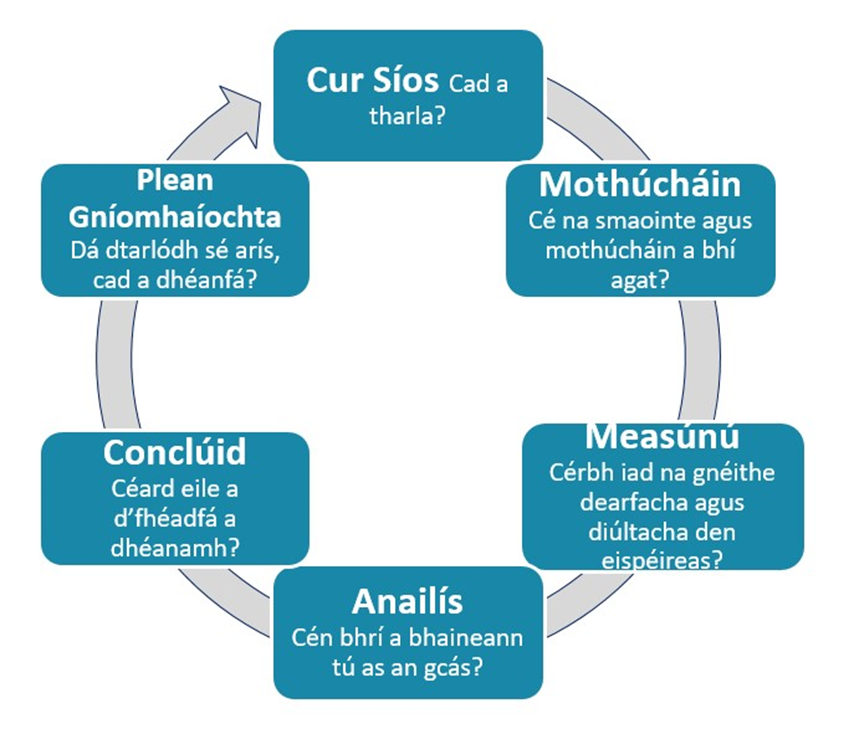 Cur Síos Cad a
tharla?
Mothúcháin
Cé na smaointe agus
mothúcháin a bhí
agat?
Measúnú
Cérbh iad na gnéithe
dearfacha agus
diúltacha den
eispéireas?
Anailís
Cén bhrí a bhaineann
tú as an gcás?
Conclúid
Céard eile a
d’fhéadfá a
dhéanamh?
Plean
Gníomhaíochta
Dá dtarlódh sé arís,
cad a dhéanfá?